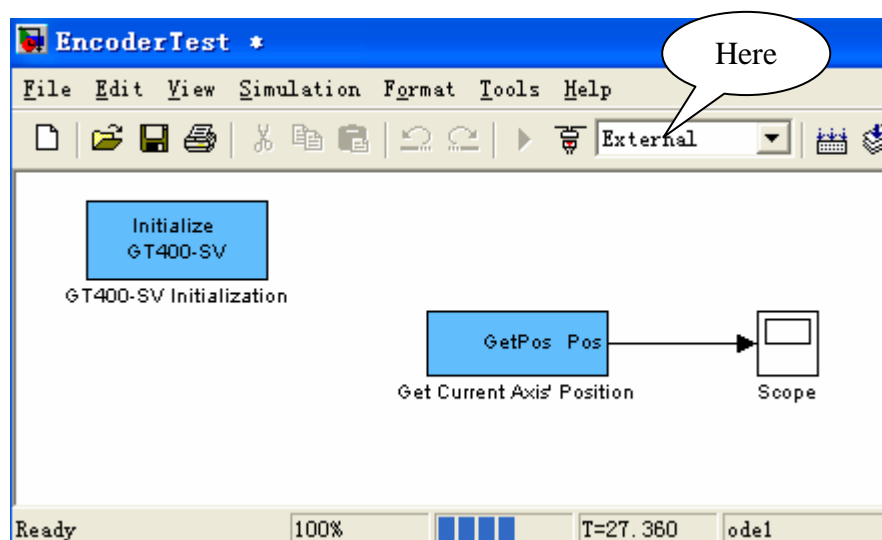 EncoderTest *
Here
File Edit View Simulation Format Tools Help
External
Initialize
GT400-SV
GT400-SV Initialization
GetPos Pos
Get Current Axis' Position
Scope
Ready 100% T=27.360 ode1